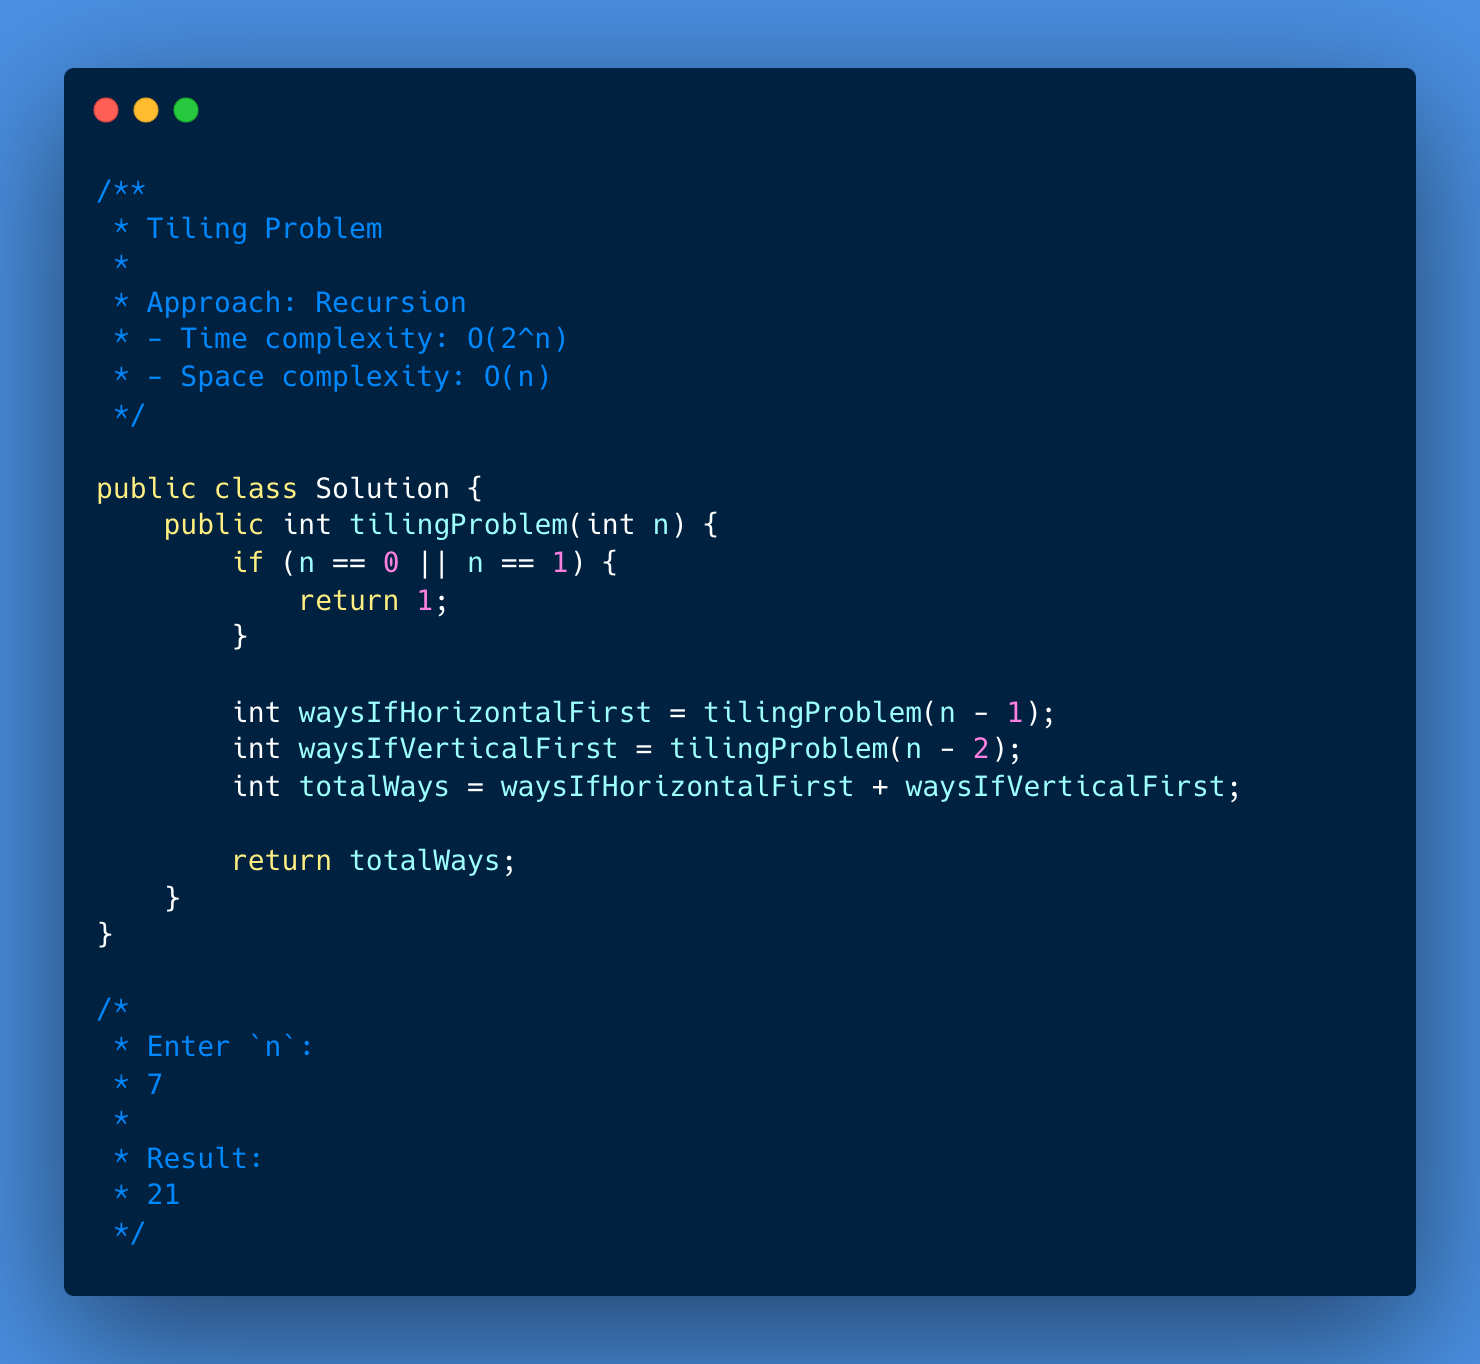 /**
 * Tiling Problem
 *
 * Approach: Recursion
 * - Time complexity: O(2^n)
 * - Space complexity: O(n)
 */

public class Solution {
    public int tilingProblem(int n) {
        if (n == 0 || n == 1) {
            return 1;
        }

        int waysIfHorizontalFirst = tilingProblem(n - 1);
        int waysIfVerticalFirst = tilingProblem(n - 2);
        int totalWays = waysIfHorizontalFirst + waysIfVerticalFirst;

        return totalWays;
    }
}

/*
 * Enter `n`:
 * 7
 *
 * Result:
 * 21
 */